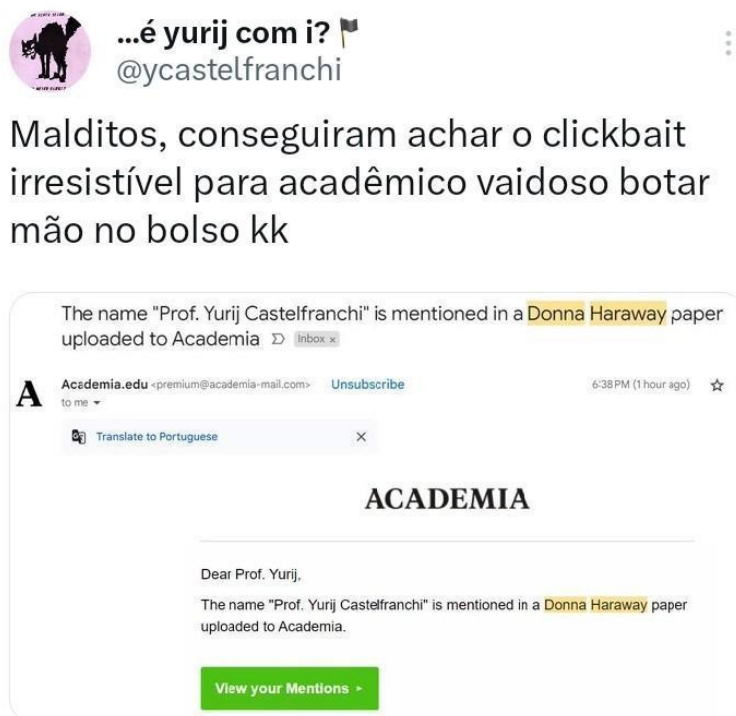 ...é yurij com i? 🏴
@ycastelfranchi
Malditos, conseguiram achar o clickbait
irresistível para acadêmico vaidoso botar
mão no bolso kk
The name "Prof. Yurij Castelfranchi" is mentioned in a Donna Haraway paper
uploaded to Academia Inbox x
A Academia.edu <premium@academia-mail.com> Unsubscribe 6:38 PM (1 hour ago)
to me
Translate to Portuguese
ACADEMIA
Dear Prof. Yurij,
The name "Prof. Yurij Castelfranchi" is mentioned in a Donna Haraway paper
uploaded to Academia.
View your Mentions